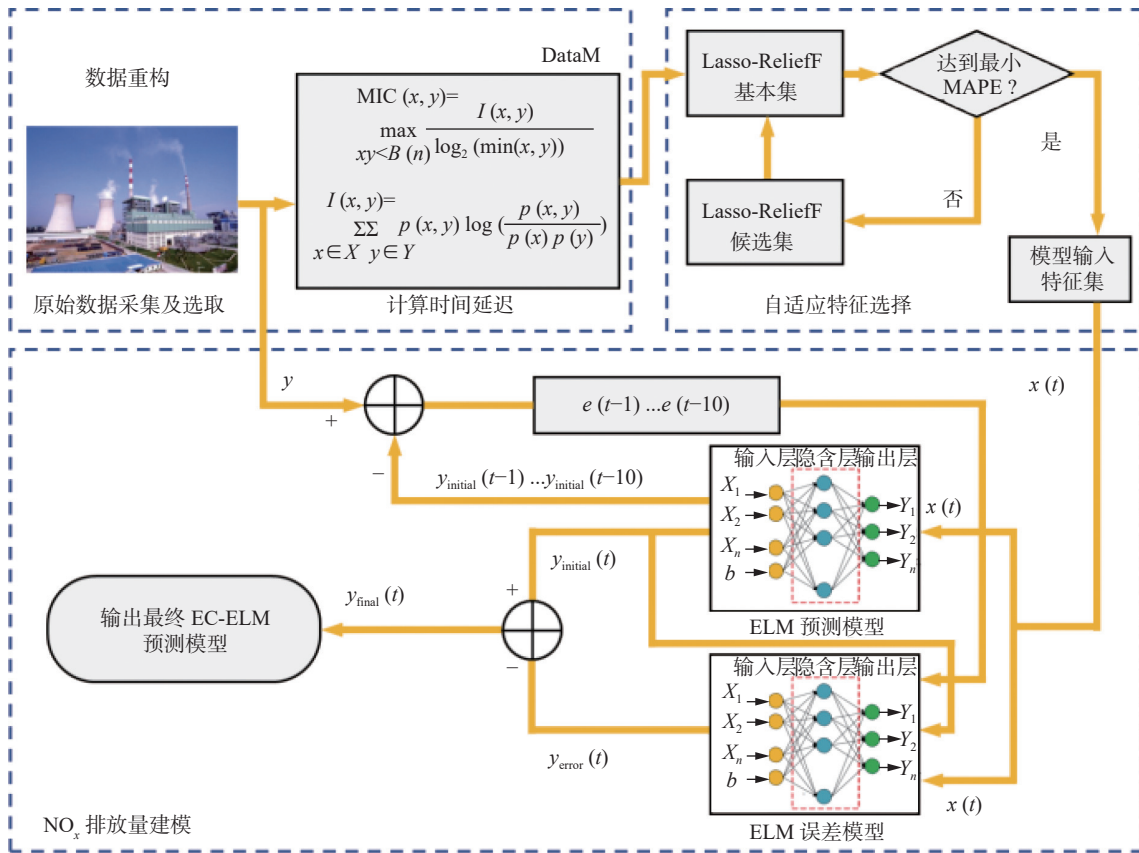 数据重构
DataM
MIC (x, y)=
max I (x, y)
xy<B (n) log₂ (min(x, y))
I (x, y)=
ΣΣ p (x, y) log (p (x, y)
x∈X y∈Y p (x) p (y))
原始数据采集及选取
计算时间延迟
Lasso-ReliefF
基本集
达到最小
MAPE ?
是
否
Lasso-ReliefF
候选集
模型输入
特征集
自适应特征选择
y
+
e (t−1) ...e (t−10)
x (t)
−
y_initial (t−1) ...y_initial (t−10)
输入层 隐含层 输出层
X₁
X₂
Xₙ
b
Y₁
Y₂
Yₙ
x (t)
ELM 预测模型
y_initial (t)
+
−
y_final (t)
输出最终 EC-ELM
预测模型
y_error (t)
输入层 隐含层 输出层
X₁
X₂
Xₙ
b
Y₁
Y₂
Yₙ
x (t)
ELM 误差模型
NOₓ 排放量建模